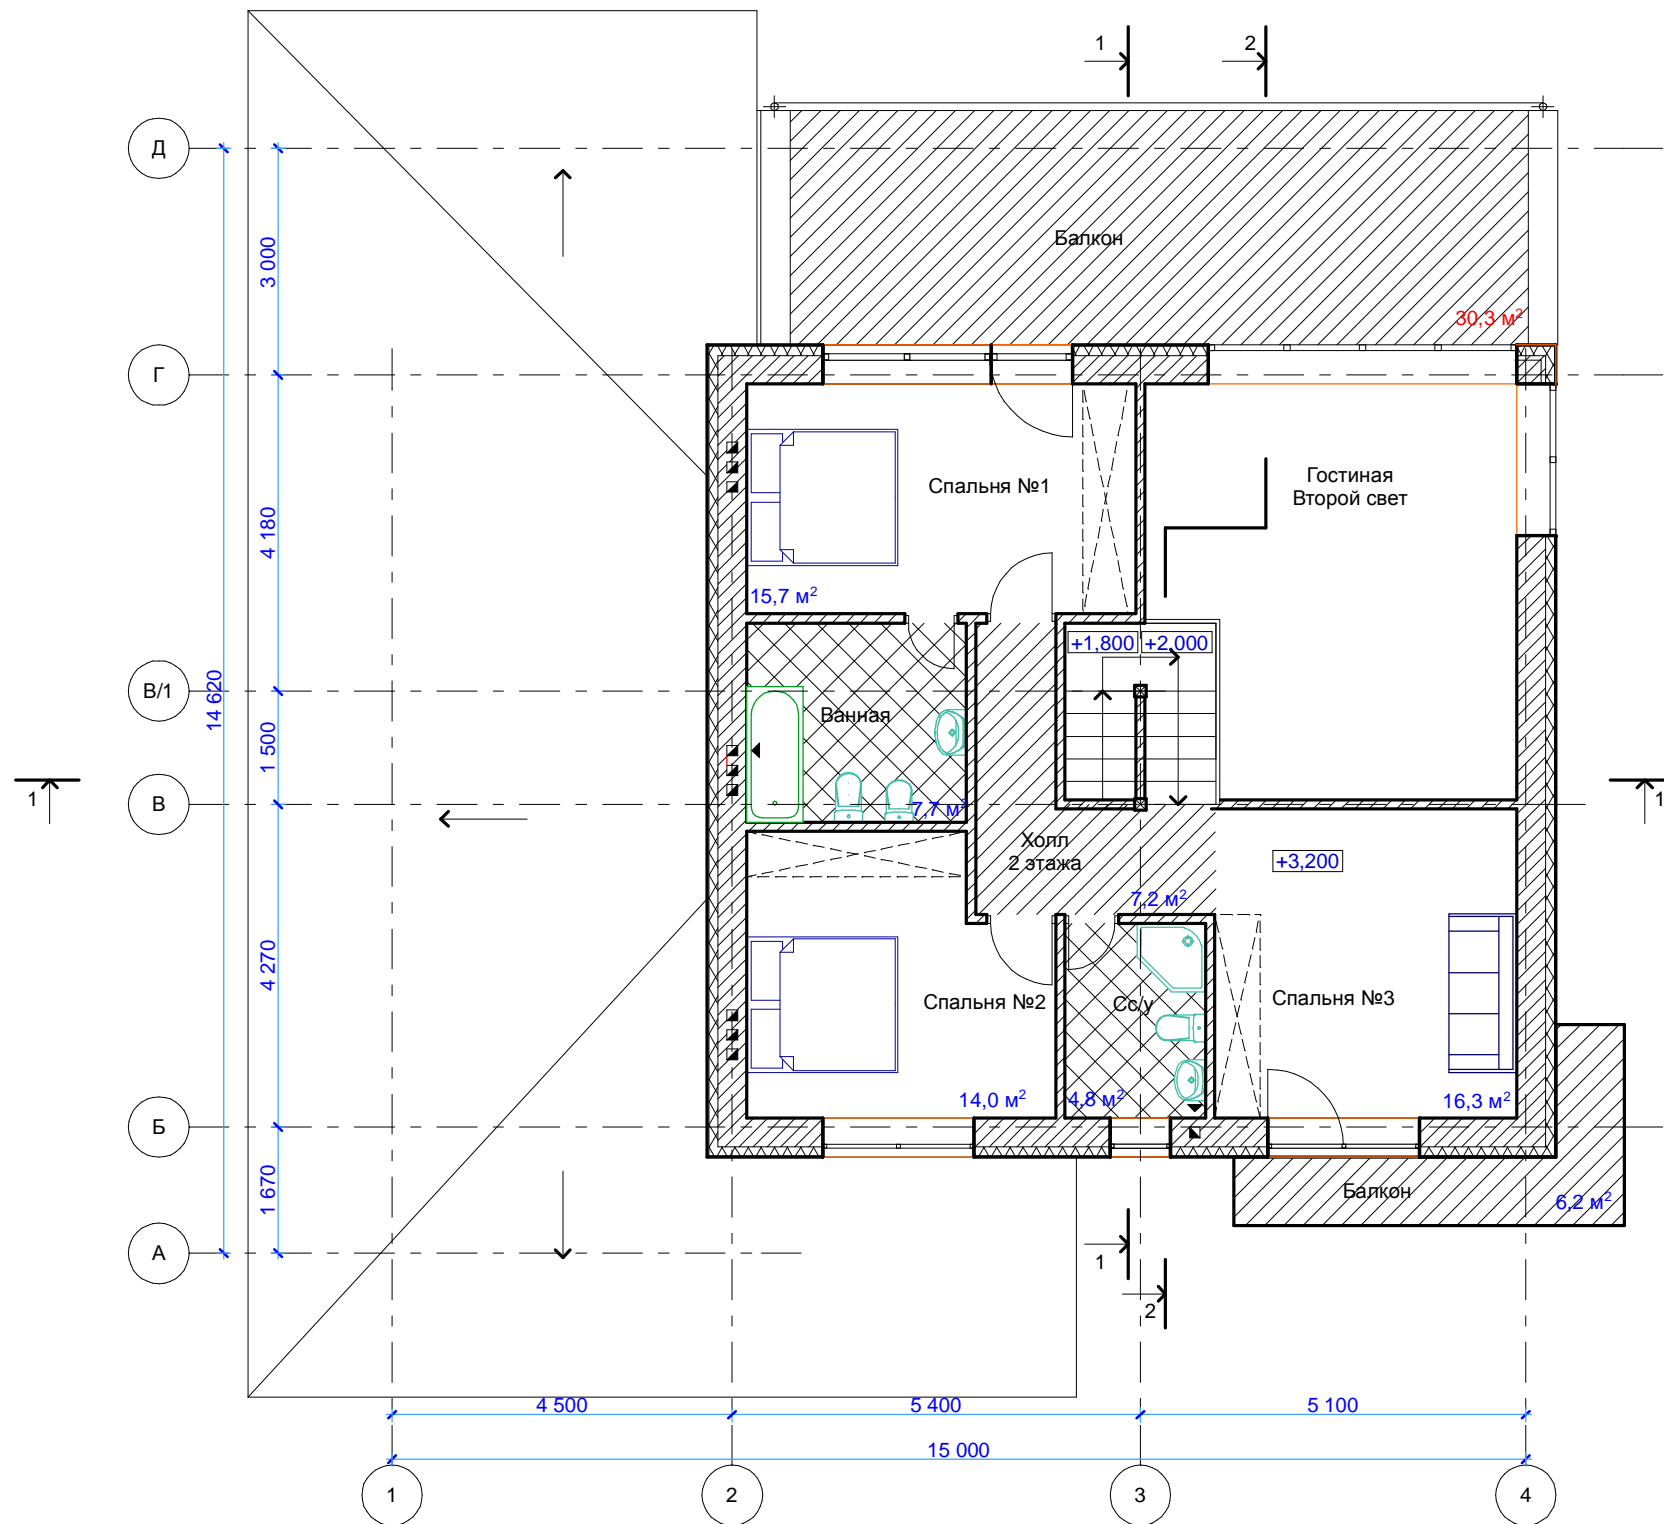 1
2
Д
3 000
Балкон
30,3 м²
Г
4 180
Спальня №1
Гостиная
Второй свет
15,7 м²
+1,800
+2,000
В/1
14 620
1 500
Ванная
7,7 м²
1
1
В
Холл
2 этажа
+3,200
7,2 м²
4 270
Спальня №2
Сс/у
Спальня №3
14,0 м²
4,8 м²
16,3 м²
Б
1 670
Балкон
6,2 м²
А
1
2
4 500
5 400
5 100
15 000
1
2
3
4